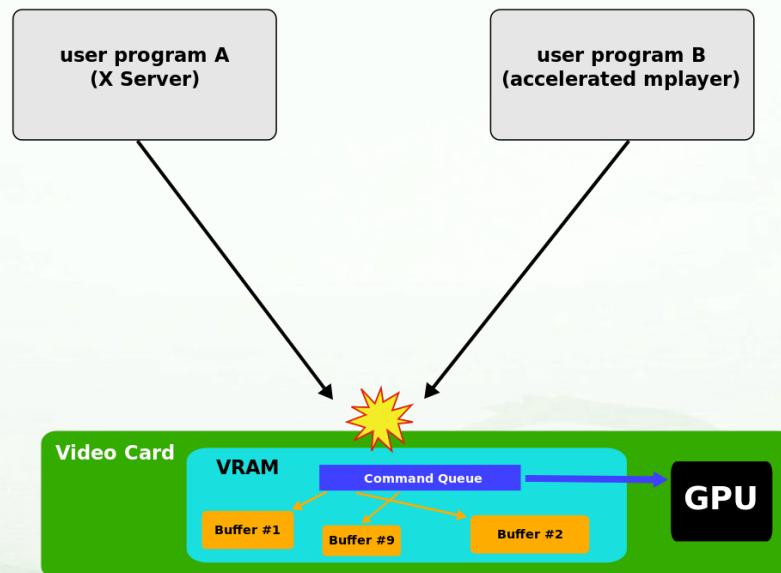 user program A
(X Server)
user program B
(accelerated mplayer)
Video Card
VRAM
Command Queue
GPU
Buffer #1
Buffer #9
Buffer #2